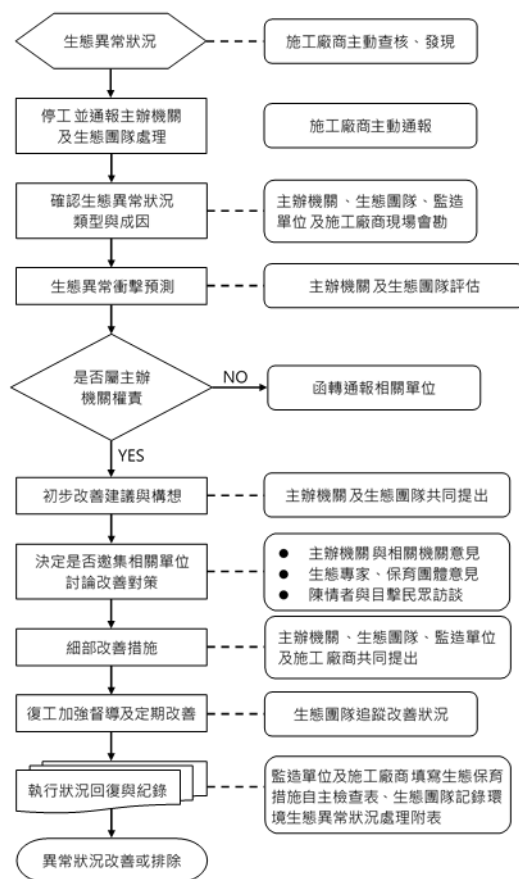 生態異常狀況
施工廠商主動查核、發現
停工並通報主辦機關
及生態團隊處理
施工廠商主動通報
確認生態異常狀況
類型與成因
主辦機關、生態團隊、監造
單位及施工廠商現場會勘
生態異常衝擊預測
主辦機關及生態團隊評估
是否屬主辦
機關權責
NO
函轉通報相關單位
YES
初步改善建議與構想
主辦機關及生態團隊共同提出
決定是否邀集相關單位
討論改善對策
● 主辦機關與相關機關意見
● 生態專家、保育團體意見
● 陳情者與目擊民眾訪談
細部改善措施
主辦機關、生態團隊、監造單位
及施工廠商共同提出
復工加強督導及定期改善
生態團隊追蹤改善狀況
執行狀況回復與紀錄
監造單位及施工廠商填寫生態保育
措施自主檢查表、生態團隊記錄環
境生態異常狀況處理附表
異常狀況改善或排除